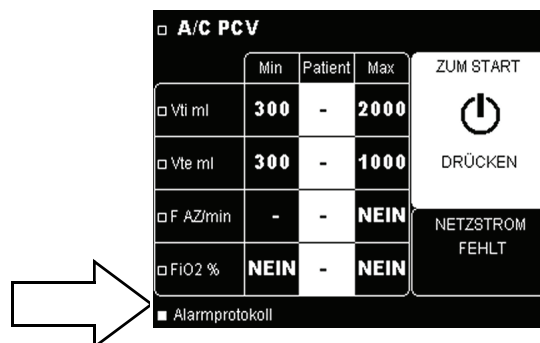 A/C PCV
Min Patient Max
Vti ml 300 - 2000
Vte ml 300 - 1000
F AZ/min - - NEIN
FiO2 % NEIN - NEIN
ZUM START
DRÜCKEN
NETZSTROM
FEHLT
Alarmprotokoll